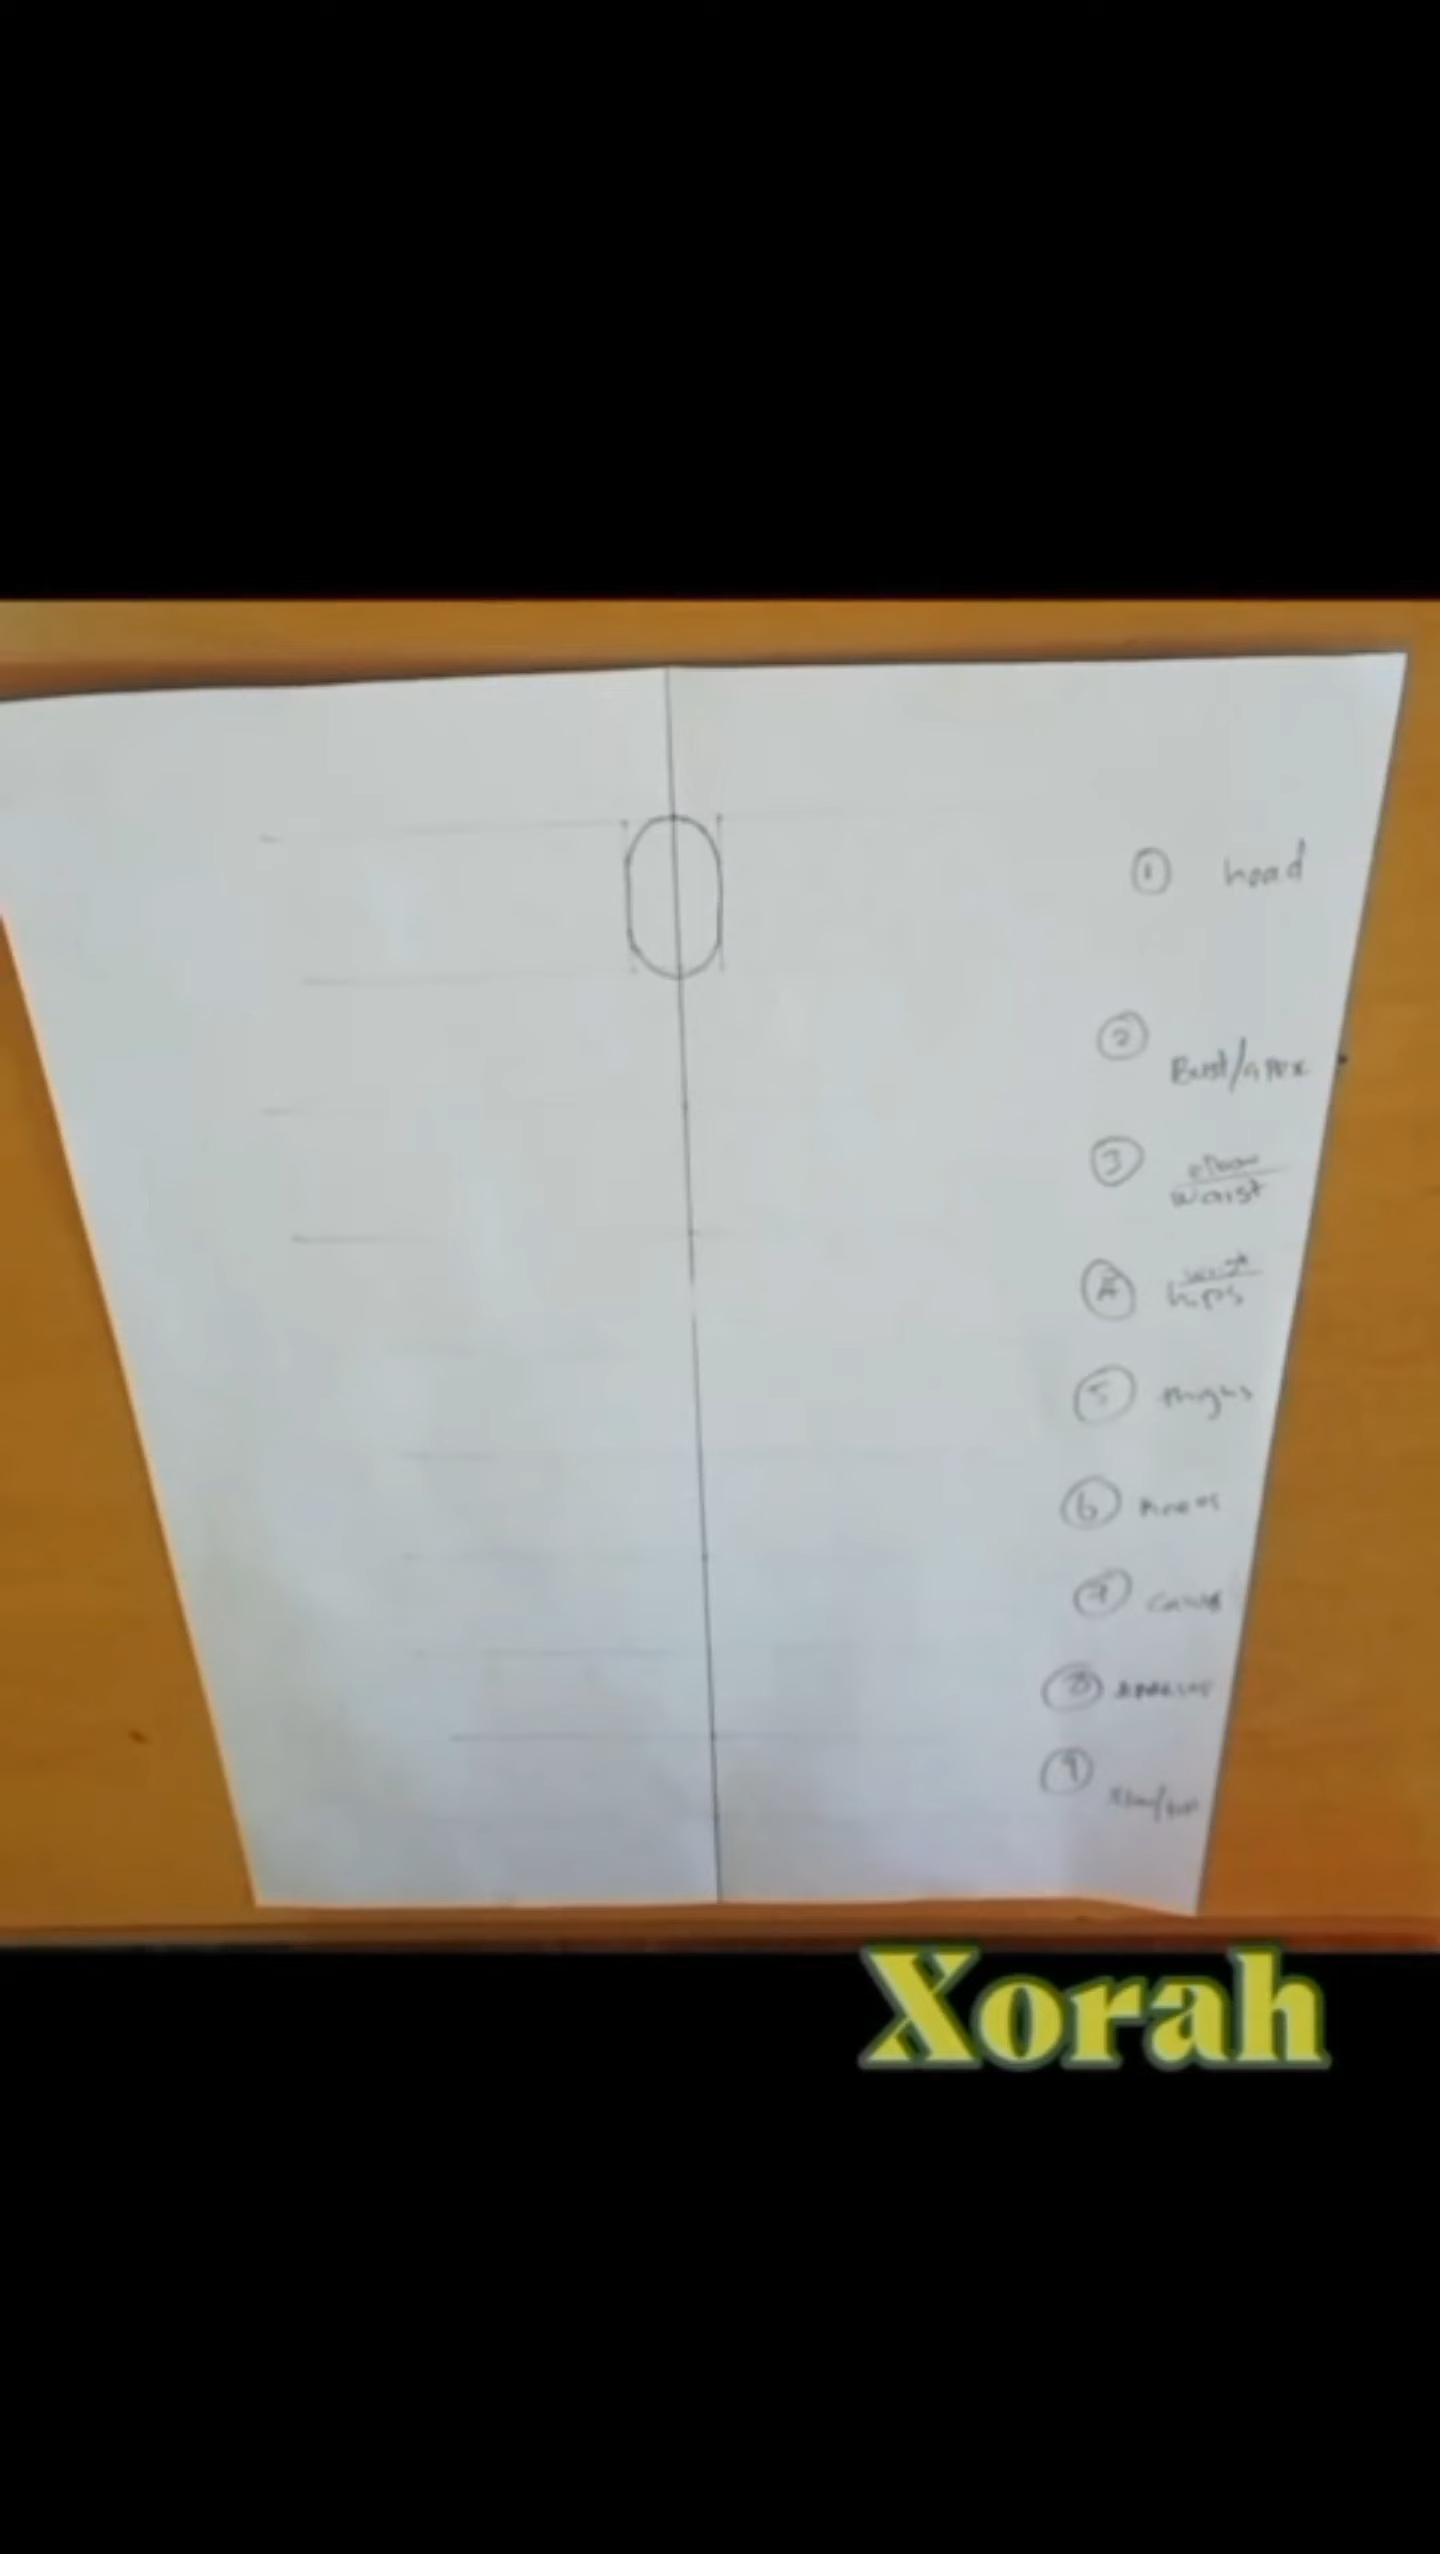 ① head
②
Bust/apex
③ elbow
waist
④ wrist
hips
⑤ thighs
⑥ knees
⑦ calves
⑧
⑨
Xorah